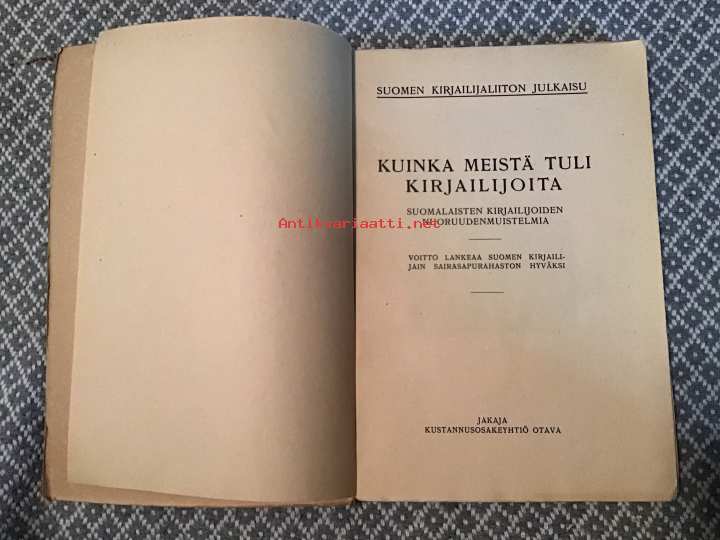 SUOMEN KIRJAILIJALIITON JULKAISU
KUINKA MEISTÄ TULI
KIRJAILIJOITA
SUOMALAISTEN KIRJAILIJOIDEN
NUORUUDENMUISTELMIA
Antikvariaatti.net
VOITTO LANKEAA SUOMEN KIRJAILI-
JAIN SAIRASAPURAHASTON HYVÄKSI
JAKAJA
KUSTANNUSOSAKEYHTIÖ OTAVA